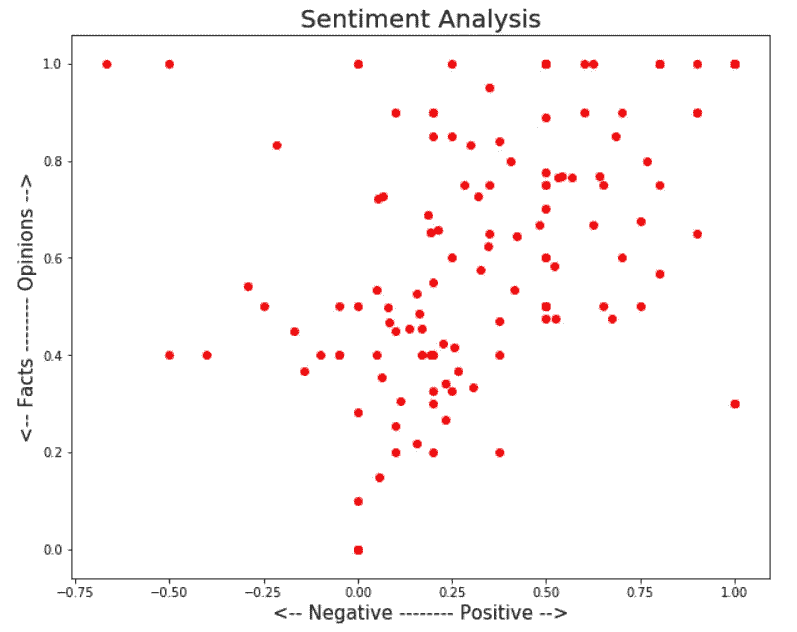 Sentiment Analysis
1.0
0.8
0.6
0.4
0.2
0.0
<-- Facts -------- Opinions -->
−0.75 −0.50 −0.25 0.00 0.25 0.50 0.75 1.00
<-- Negative -------- Positive -->